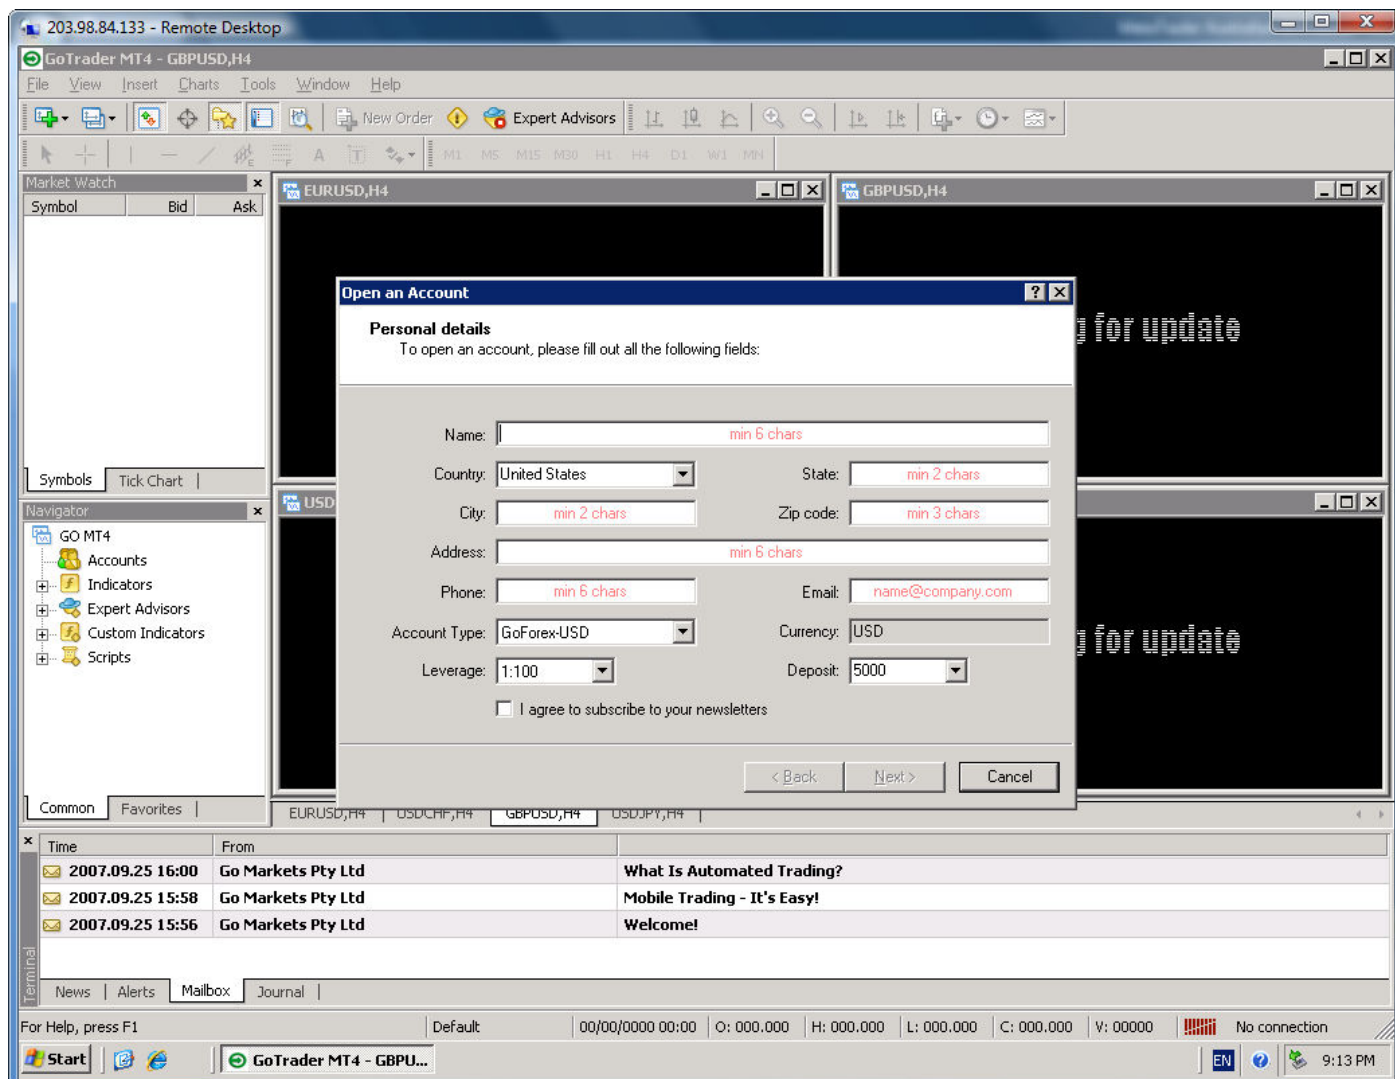 203.98.84.133 - Remote Desktop
GoTrader MT4 - GBPUSD,H4
File View Insert Charts Tools Window Help
New Order Expert Advisors
A T M1 M5 M15 M30 H1 H4 D1 W1 MN
Market Watch
Symbol Bid Ask
Symbols Tick Chart
EURUSD,H4
GBPUSD,H4
g for update
Open an Account
Personal details
To open an account, please fill out all the following fields:
Name: min 6 chars
Country: United States State: min 2 chars
City: min 2 chars Zip code: min 3 chars
Address: min 6 chars
Phone: min 6 chars Email: name@company.com
Account Type: GoForex-USD Currency: USD
Leverage: 1:100 Deposit: 5000
I agree to subscribe to your newsletters
< Back Next > Cancel
USD
g for update
Navigator
GO MT4
Accounts
Indicators
Expert Advisors
Custom Indicators
Scripts
Common Favorites
EURUSD,H4 USDCHF,H4 GBPUSD,H4 USDJPY,H4
Terminal
Time From
2007.09.25 16:00 Go Markets Pty Ltd What Is Automated Trading?
2007.09.25 15:58 Go Markets Pty Ltd Mobile Trading - It's Easy!
2007.09.25 15:56 Go Markets Pty Ltd Welcome!
News Alerts Mailbox Journal
For Help, press F1 Default 00/00/0000 00:00 O: 000.000 H: 000.000 L: 000.000 C: 000.000 V: 00000 No connection
Start GoTrader MT4 - GBPU... EN 9:13 PM